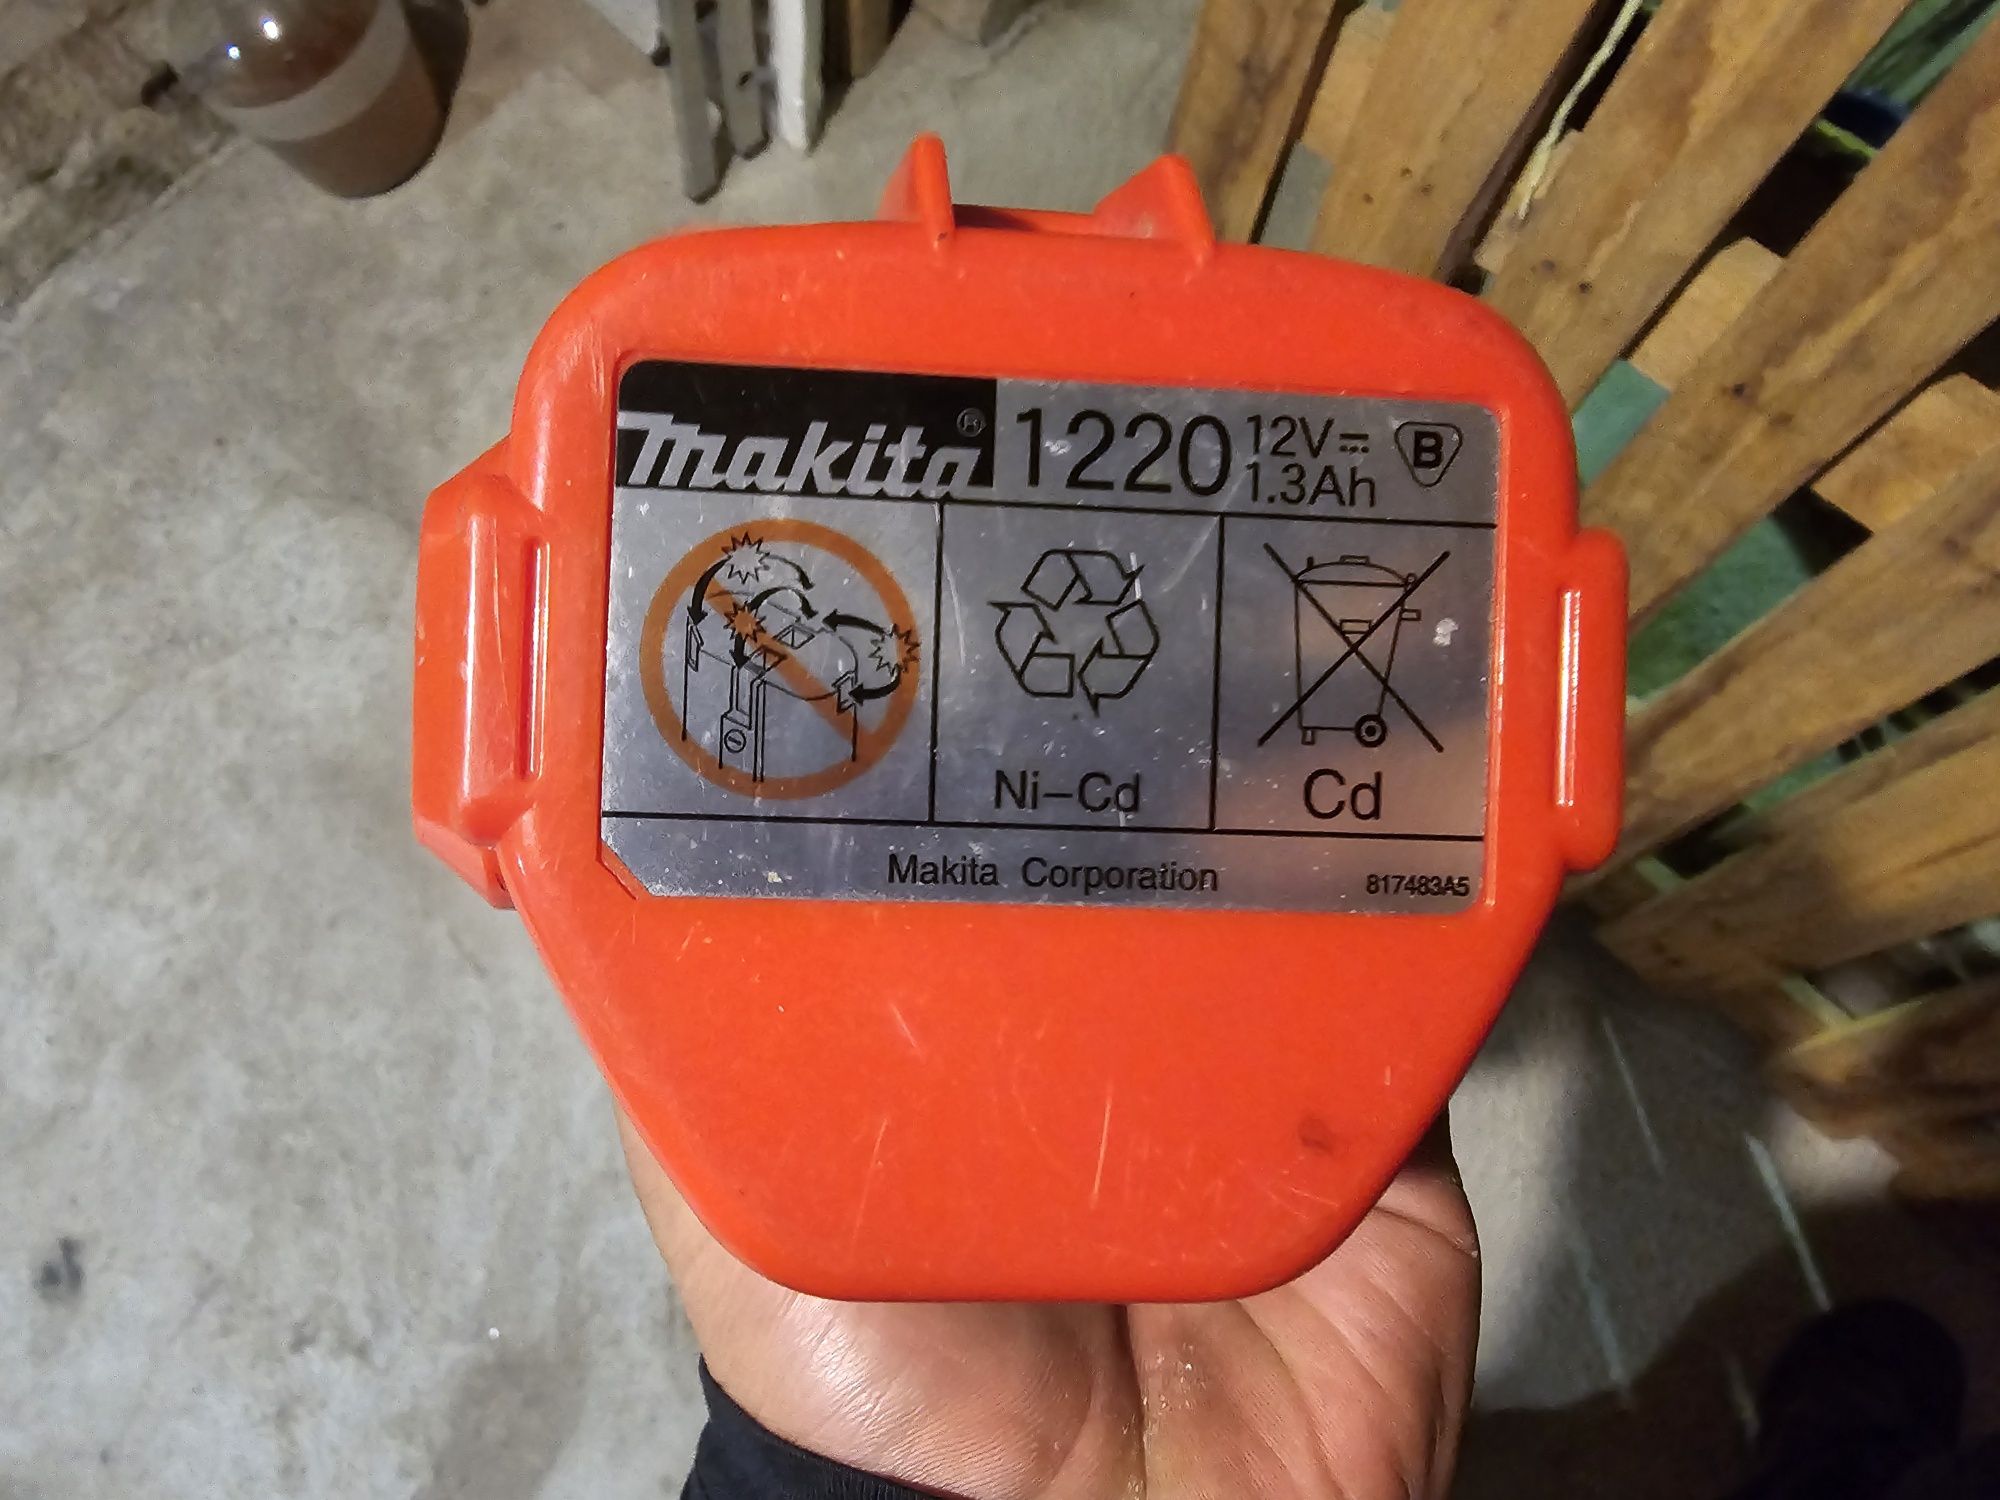 Makita® 1220 12V⎓ B
1.3Ah
Ni-Cd Cd
Makita Corporation 817483A5